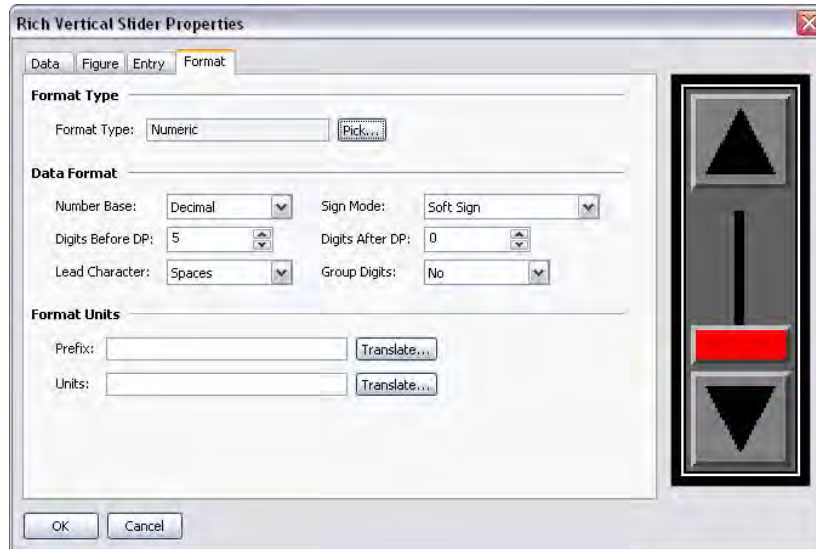 Rich Vertical Slider Properties
Data Figure Entry Format
Format Type
Format Type: Numeric Pick...
Data Format
Number Base: Decimal Sign Mode: Soft Sign
Digits Before DP: 5 Digits After DP: 0
Lead Character: Spaces Group Digits: No
Format Units
Prefix: Translate...
Units: Translate...
OK Cancel